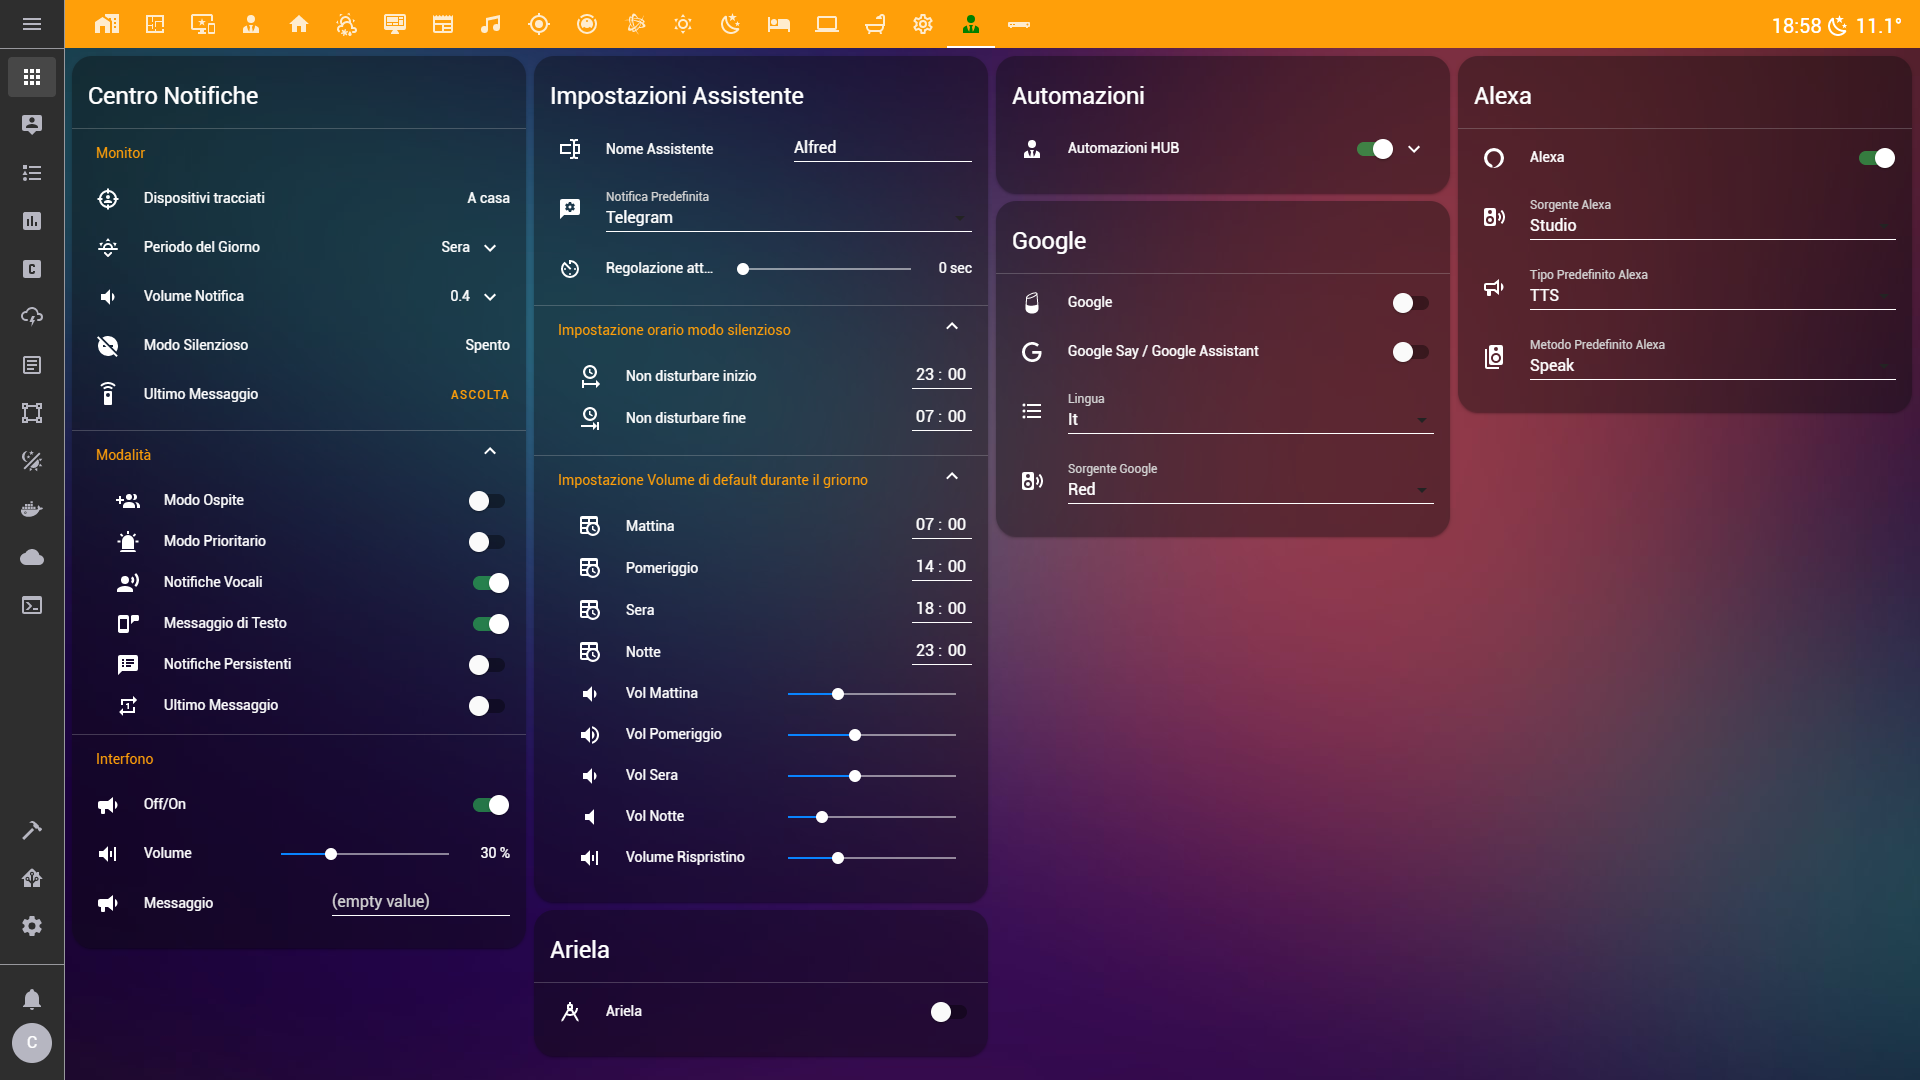 18:58 11.1°
Centro Notifiche
Monitor
Dispositivi tracciati A casa
Periodo del Giorno Sera
Volume Notifica 0.4
Modo Silenzioso Spento
Ultimo Messaggio ASCOLTA
Modalità
Modo Ospite
Modo Prioritario
Notifiche Vocali
Messaggio di Testo
Notifiche Persistenti
Ultimo Messaggio
Interfono
Off/On
Volume 30 %
Messaggio (empty value)
C
Impostazioni Assistente
Nome Assistente Alfred
Notifica Predefinita
Telegram
Regolazione att... 0 sec
Impostazione orario modo silenzioso
Non disturbare inizio 23 : 00
Non disturbare fine 07 : 00
Impostazione Volume di default durante il griorno
Mattina 07 : 00
Pomeriggio 14 : 00
Sera 18 : 00
Notte 23 : 00
Vol Mattina
Vol Pomeriggio
Vol Sera
Vol Notte
Volume Rispristino
Ariela
Ariela
Automazioni
Automazioni HUB
Google
Google
Google Say / Google Assistant
Lingua
It
Sorgente Google
Red
Alexa
Alexa
Sorgente Alexa
Studio
Tipo Predefinito Alexa
TTS
Metodo Predefinito Alexa
Speak